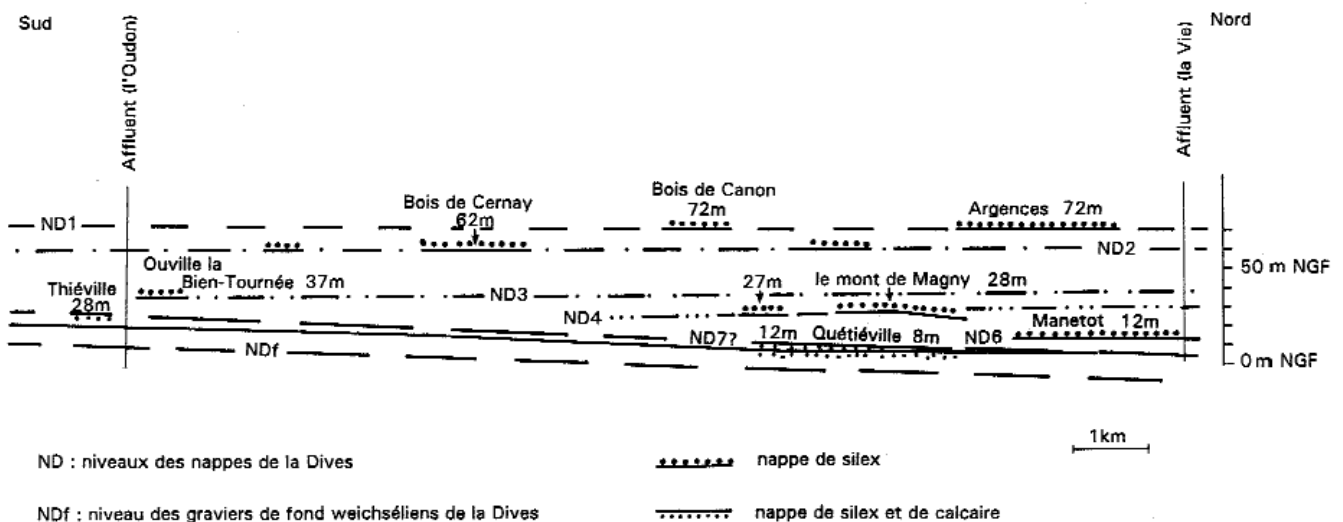 Sud
Nord
Affluent (l'Oudon)
Affluent (la Vie)
Bois de Cernay
62m
Bois de Canon
72m
Argences 72m
ND1
ND2
50 m NGF
Ouville la
Bien-Tournée 37m
Thiéville
28m
ND3
27m
le mont de Magny 28m
ND4
Manetot 12m
ND7?
12m
Quétiéville 8m
ND6
NDf
0 m NGF
1km
ND : niveaux des nappes de la Dives
nappe de silex
NDf : niveau des graviers de fond weichséliens de la Dives
nappe de silex et de calcaire